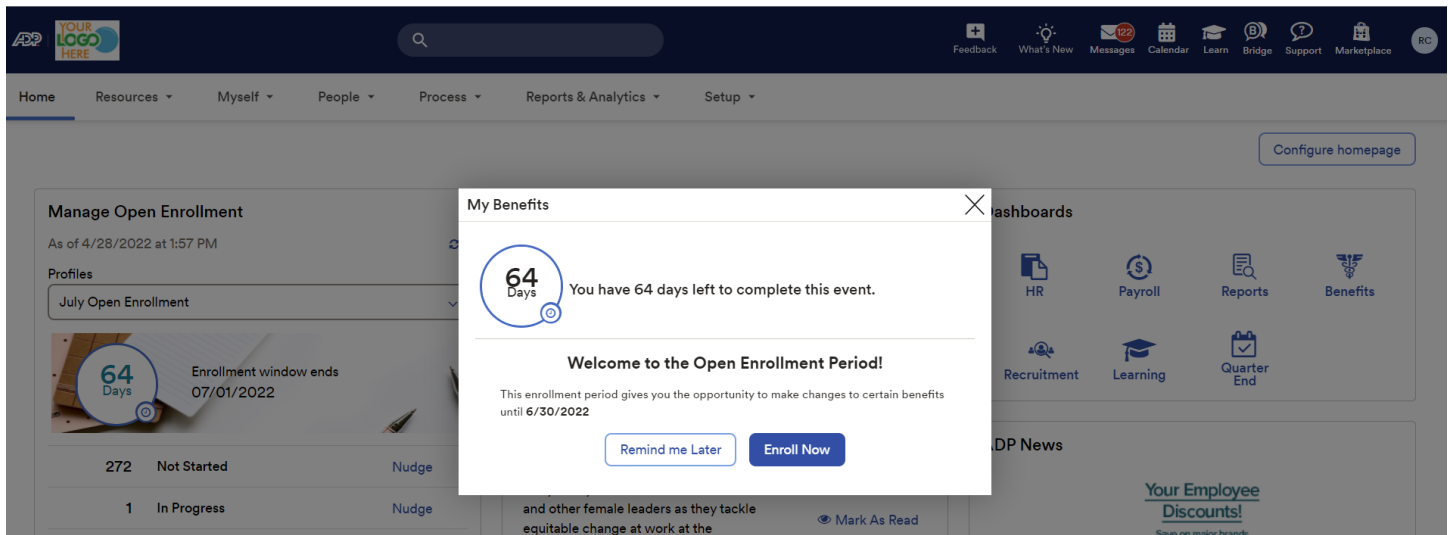 ADP
YOUR
LOGO
HERE
Feedback
What's New
122
Messages
Calendar
Learn
B
Bridge
?
Support
Marketplace
RC
Home
Resources
Myself
People
Process
Reports & Analytics
Setup
Configure homepage
Manage Open Enrollment
As of 4/28/2022 at 1:57 PM
Profiles
July Open Enrollment
64
Days
Enrollment window ends
07/01/2022
272 Not Started Nudge
1 In Progress Nudge
My Benefits
64
Days
You have 64 days left to complete this event.
Welcome to the Open Enrollment Period!
This enrollment period gives you the opportunity to make changes to certain benefits
until 6/30/2022
Remind me Later
Enroll Now
and other female leaders as they tackle
equitable change at work at the
Mark As Read
ashboards
HR
Payroll
Reports
Benefits
Recruitment
Learning
Quarter
End
DP News
Your Employee
Discounts!
Save on major brands